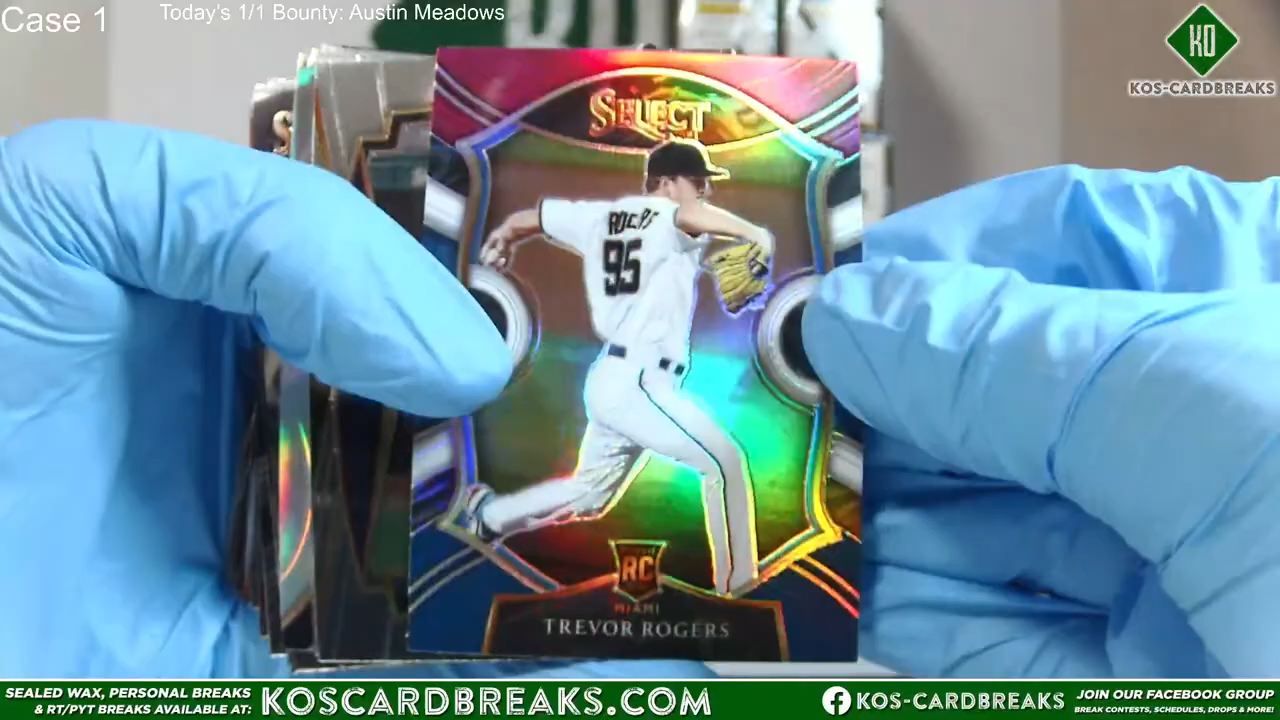 Case 1
Today's 1/1 Bounty: Austin Meadows
KO
KOS-CARDBREAKS
SELECT
95
RC
MIAMI
TREVOR ROGERS
SEALED WAX, PERSONAL BREAKS
& RT/PYT BREAKS AVAILABLE AT:
KOSCARDBREAKS.COM
KOS-CARDBREAKS
JOIN OUR FACEBOOK GROUP
BREAK CONTESTS, SCHEDULES, DROPS & MORE!